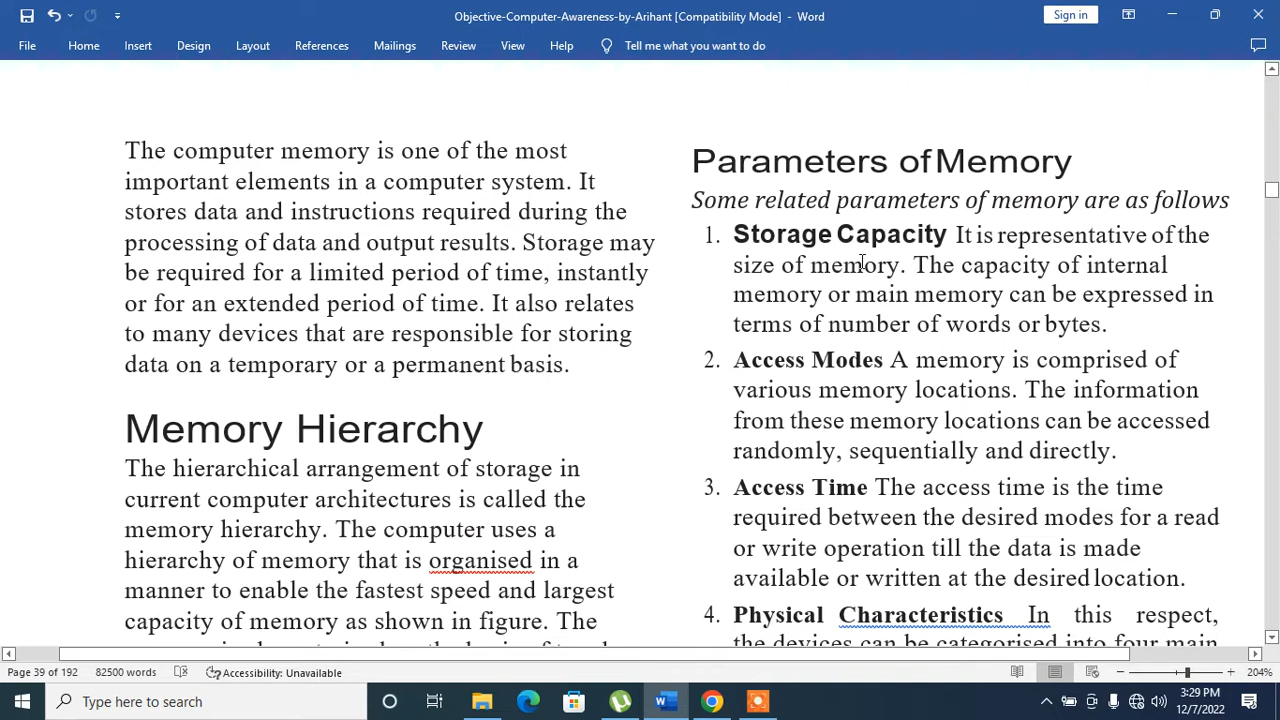 Objective-Computer-Awareness-by-Arihant [Compatibility Mode] - Word
Sign in
File Home Insert Design Layout References Mailings Review View Help Tell me what you want to do
The computer memory is one of the most
important elements in a computer system. It
stores data and instructions required during the
processing of data and output results. Storage may
be required for a limited period of time, instantly
or for an extended period of time. It also relates
to many devices that are responsible for storing
data on a temporary or a permanent basis.
Memory Hierarchy
The hierarchical arrangement of storage in
current computer architectures is called the
memory hierarchy. The computer uses a
hierarchy of memory that is organised in a
manner to enable the fastest speed and largest
capacity of memory as shown in figure. The
Parameters of Memory
Some related parameters of memory are as follows
1. Storage Capacity It is representative of the
size of memory. The capacity of internal
memory or main memory can be expressed in
terms of number of words or bytes.
2. Access Modes A memory is comprised of
various memory locations. The information
from these memory locations can be accessed
randomly, sequentially and directly.
3. Access Time The access time is the time
required between the desired modes for a read
or write operation till the data is made
available or written at the desired location.
4. Physical Characteristics In this respect,
the devices can be categorised into four main
Page 39 of 192 82500 words Accessibility: Unavailable 204%
Type here to search
3:29 PM
12/7/2022